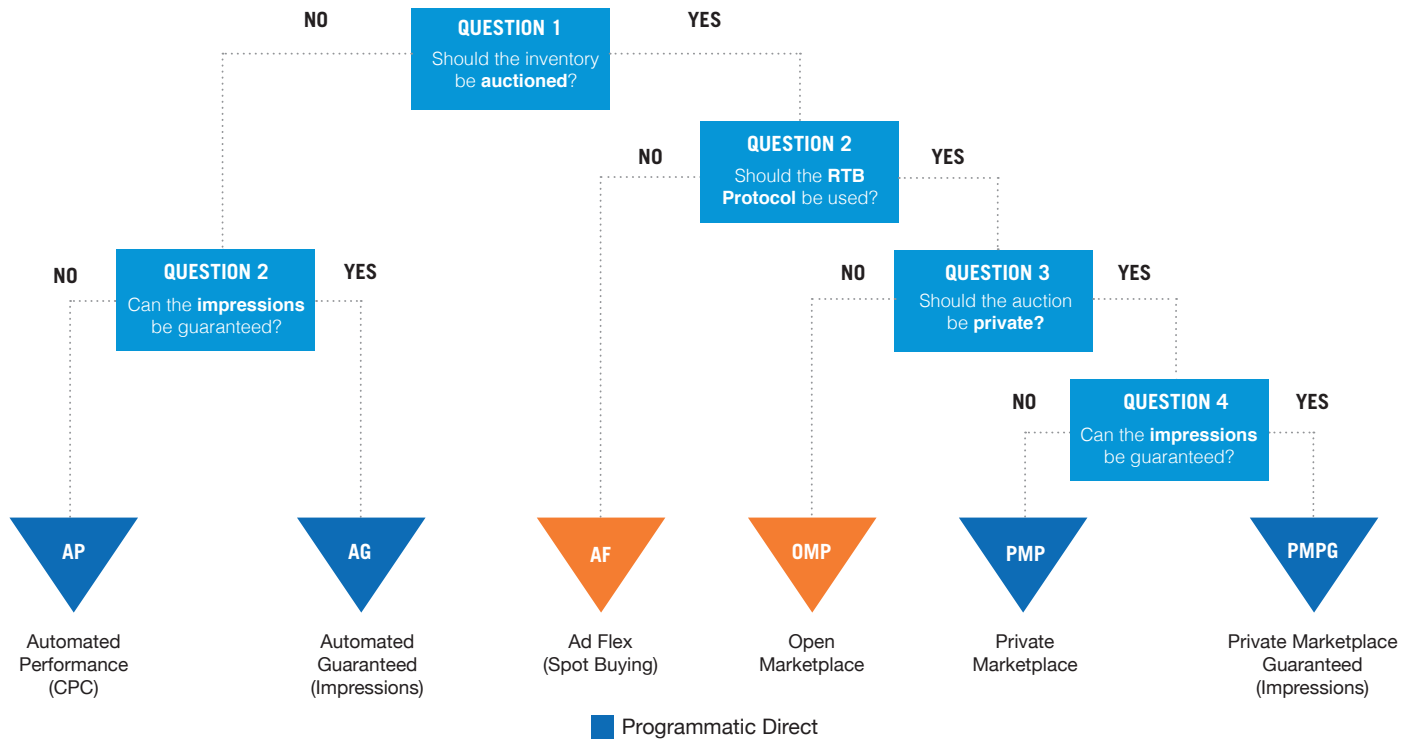 NO
QUESTION 1
YES
Should the inventory
be auctioned?
NO
QUESTION 2
YES
Should the RTB
Protocol be used?
NO
QUESTION 2
YES
Can the impressions
be guaranteed?
NO
QUESTION 3
YES
Should the auction
be private?
NO
QUESTION 4
YES
Can the impressions
be guaranteed?
AP
AG
AF
OMP
PMP
PMPG
Automated
Performance
(CPC)
Automated
Guaranteed
(Impressions)
Ad Flex
(Spot Buying)
Open
Marketplace
Private
Marketplace
Private Marketplace
Guaranteed
(Impressions)
Programmatic Direct